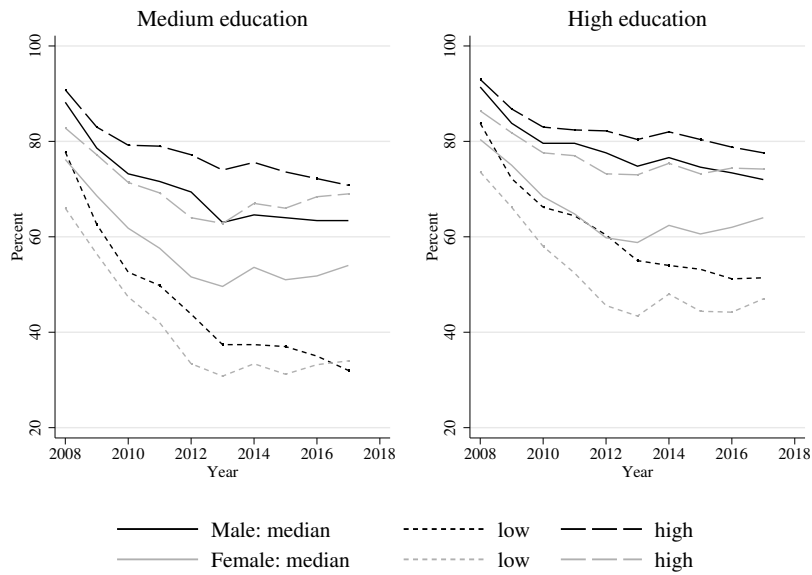 Medium education
High education
100
80
60
40
20
Percent
2008 2010 2012 2014 2016 2018
Year
100
80
60
40
20
Percent
2008 2010 2012 2014 2016 2018
Year
Male: median low high
Female: median low high